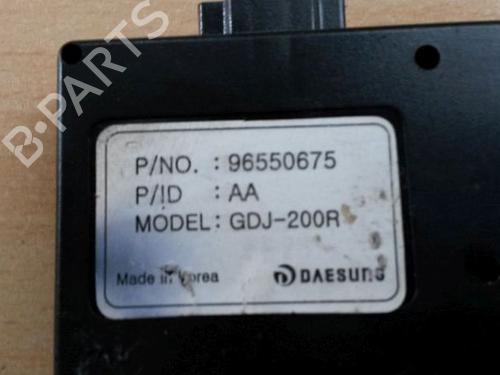 B-PARTS
P/NO. : 96550675
P/ID : AA
MODEL: GDJ-200R
Made in Korea
DAESUNG